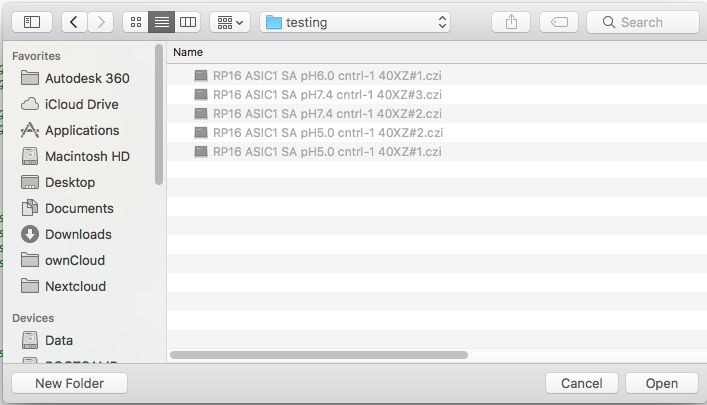 testing
Search
Favorites
Autodesk 360
iCloud Drive
Applications
Macintosh HD
Desktop
Documents
Downloads
ownCloud
Nextcloud
Devices
Data
Name
RP16 ASIC1 SA pH6.0 cntrl-1 40XZ#1.czi
RP16 ASIC1 SA pH7.4 cntrl-1 40XZ#3.czi
RP16 ASIC1 SA pH7.4 cntrl-1 40XZ#2.czi
RP16 ASIC1 SA pH5.0 cntrl-1 40XZ#2.czi
RP16 ASIC1 SA pH5.0 cntrl-1 40XZ#1.czi
New Folder
Cancel
Open